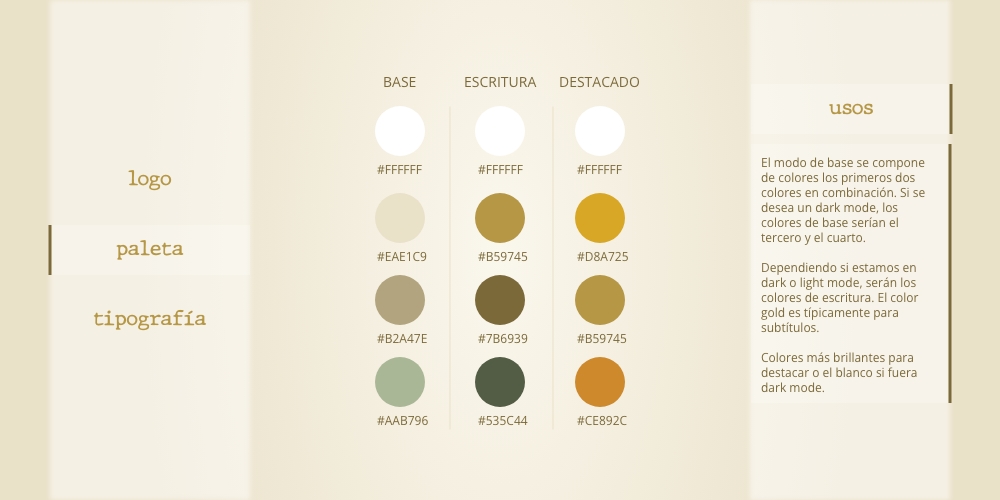 logo
paleta
tipografía
BASE ESCRITURA DESTACADO
#FFFFFF #FFFFFF #FFFFFF
#EAE1C9 #B59745 #D8A725
#B2A47E #7B6939 #B59745
#AAB796 #535C44 #CE892C
usos
El modo de base se compone
de colores los primeros dos
colores en combinación. Si se
desea un dark mode, los
colores de base serían el
tercero y el cuarto.
Dependiendo si estamos en
dark o light mode, serán los
colores de escritura. El color
gold es típicamente para
subtítulos.
Colores más brillantes para
destacar o el blanco si fuera
dark mode.